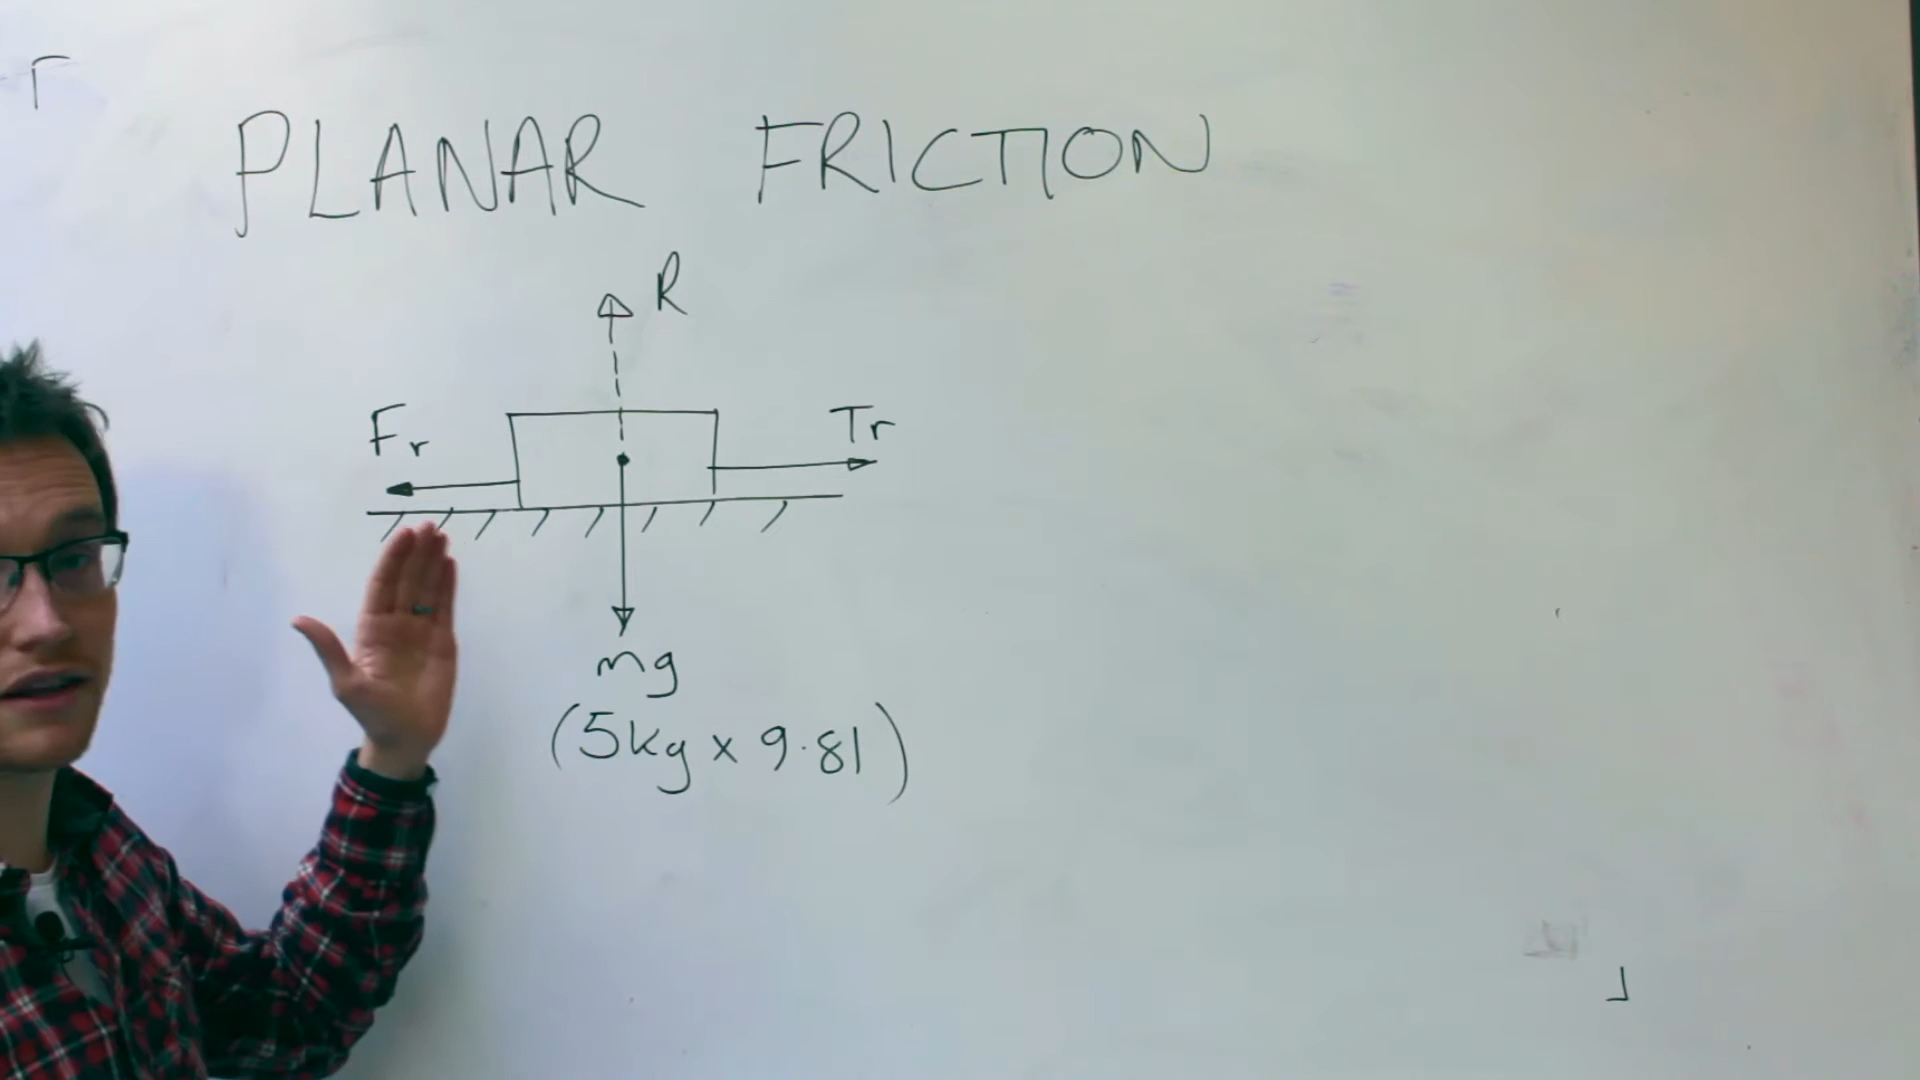 PLANAR FRICTION
R
Fr
Tr
mg
(5kg x 9.81)